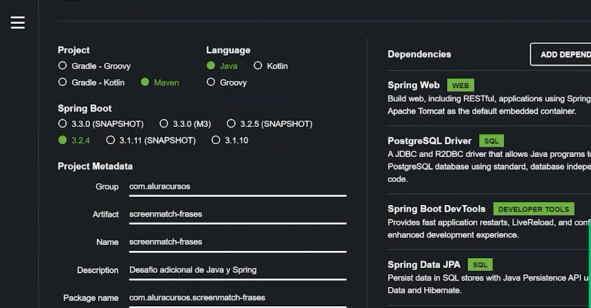 Project
Language
Gradle - Groovy
Java
Kotlin
Gradle - Kotlin
Maven
Groovy
Spring Boot
3.3.0 (SNAPSHOT)
3.3.0 (M3)
3.2.5 (SNAPSHOT)
3.2.4
3.1.11 (SNAPSHOT)
3.1.10
Project Metadata
Group
com.aluracursos
Artifact
screenmatch-frases
Name
screenmatch-frases
Description
Desafio adicional de Java y Spring
Package name
com.aluracursos.screenmatch-frases
Dependencies
ADD DEPEND
Spring Web WEB
Build web, including RESTful, applications using Spring
Apache Tomcat as the default embedded container.
PostgreSQL Driver SQL
A JDBC and R2DBC driver that allows Java programs t
PostgreSQL database using standard, database indepe
code.
Spring Boot DevTools DEVELOPER TOOLS
Provides fast application restarts, LiveReload, and conf
enhanced development experience.
Spring Data JPA SQL
Persist data in SQL stores with Java Persistence API u
Data and Hibernate.